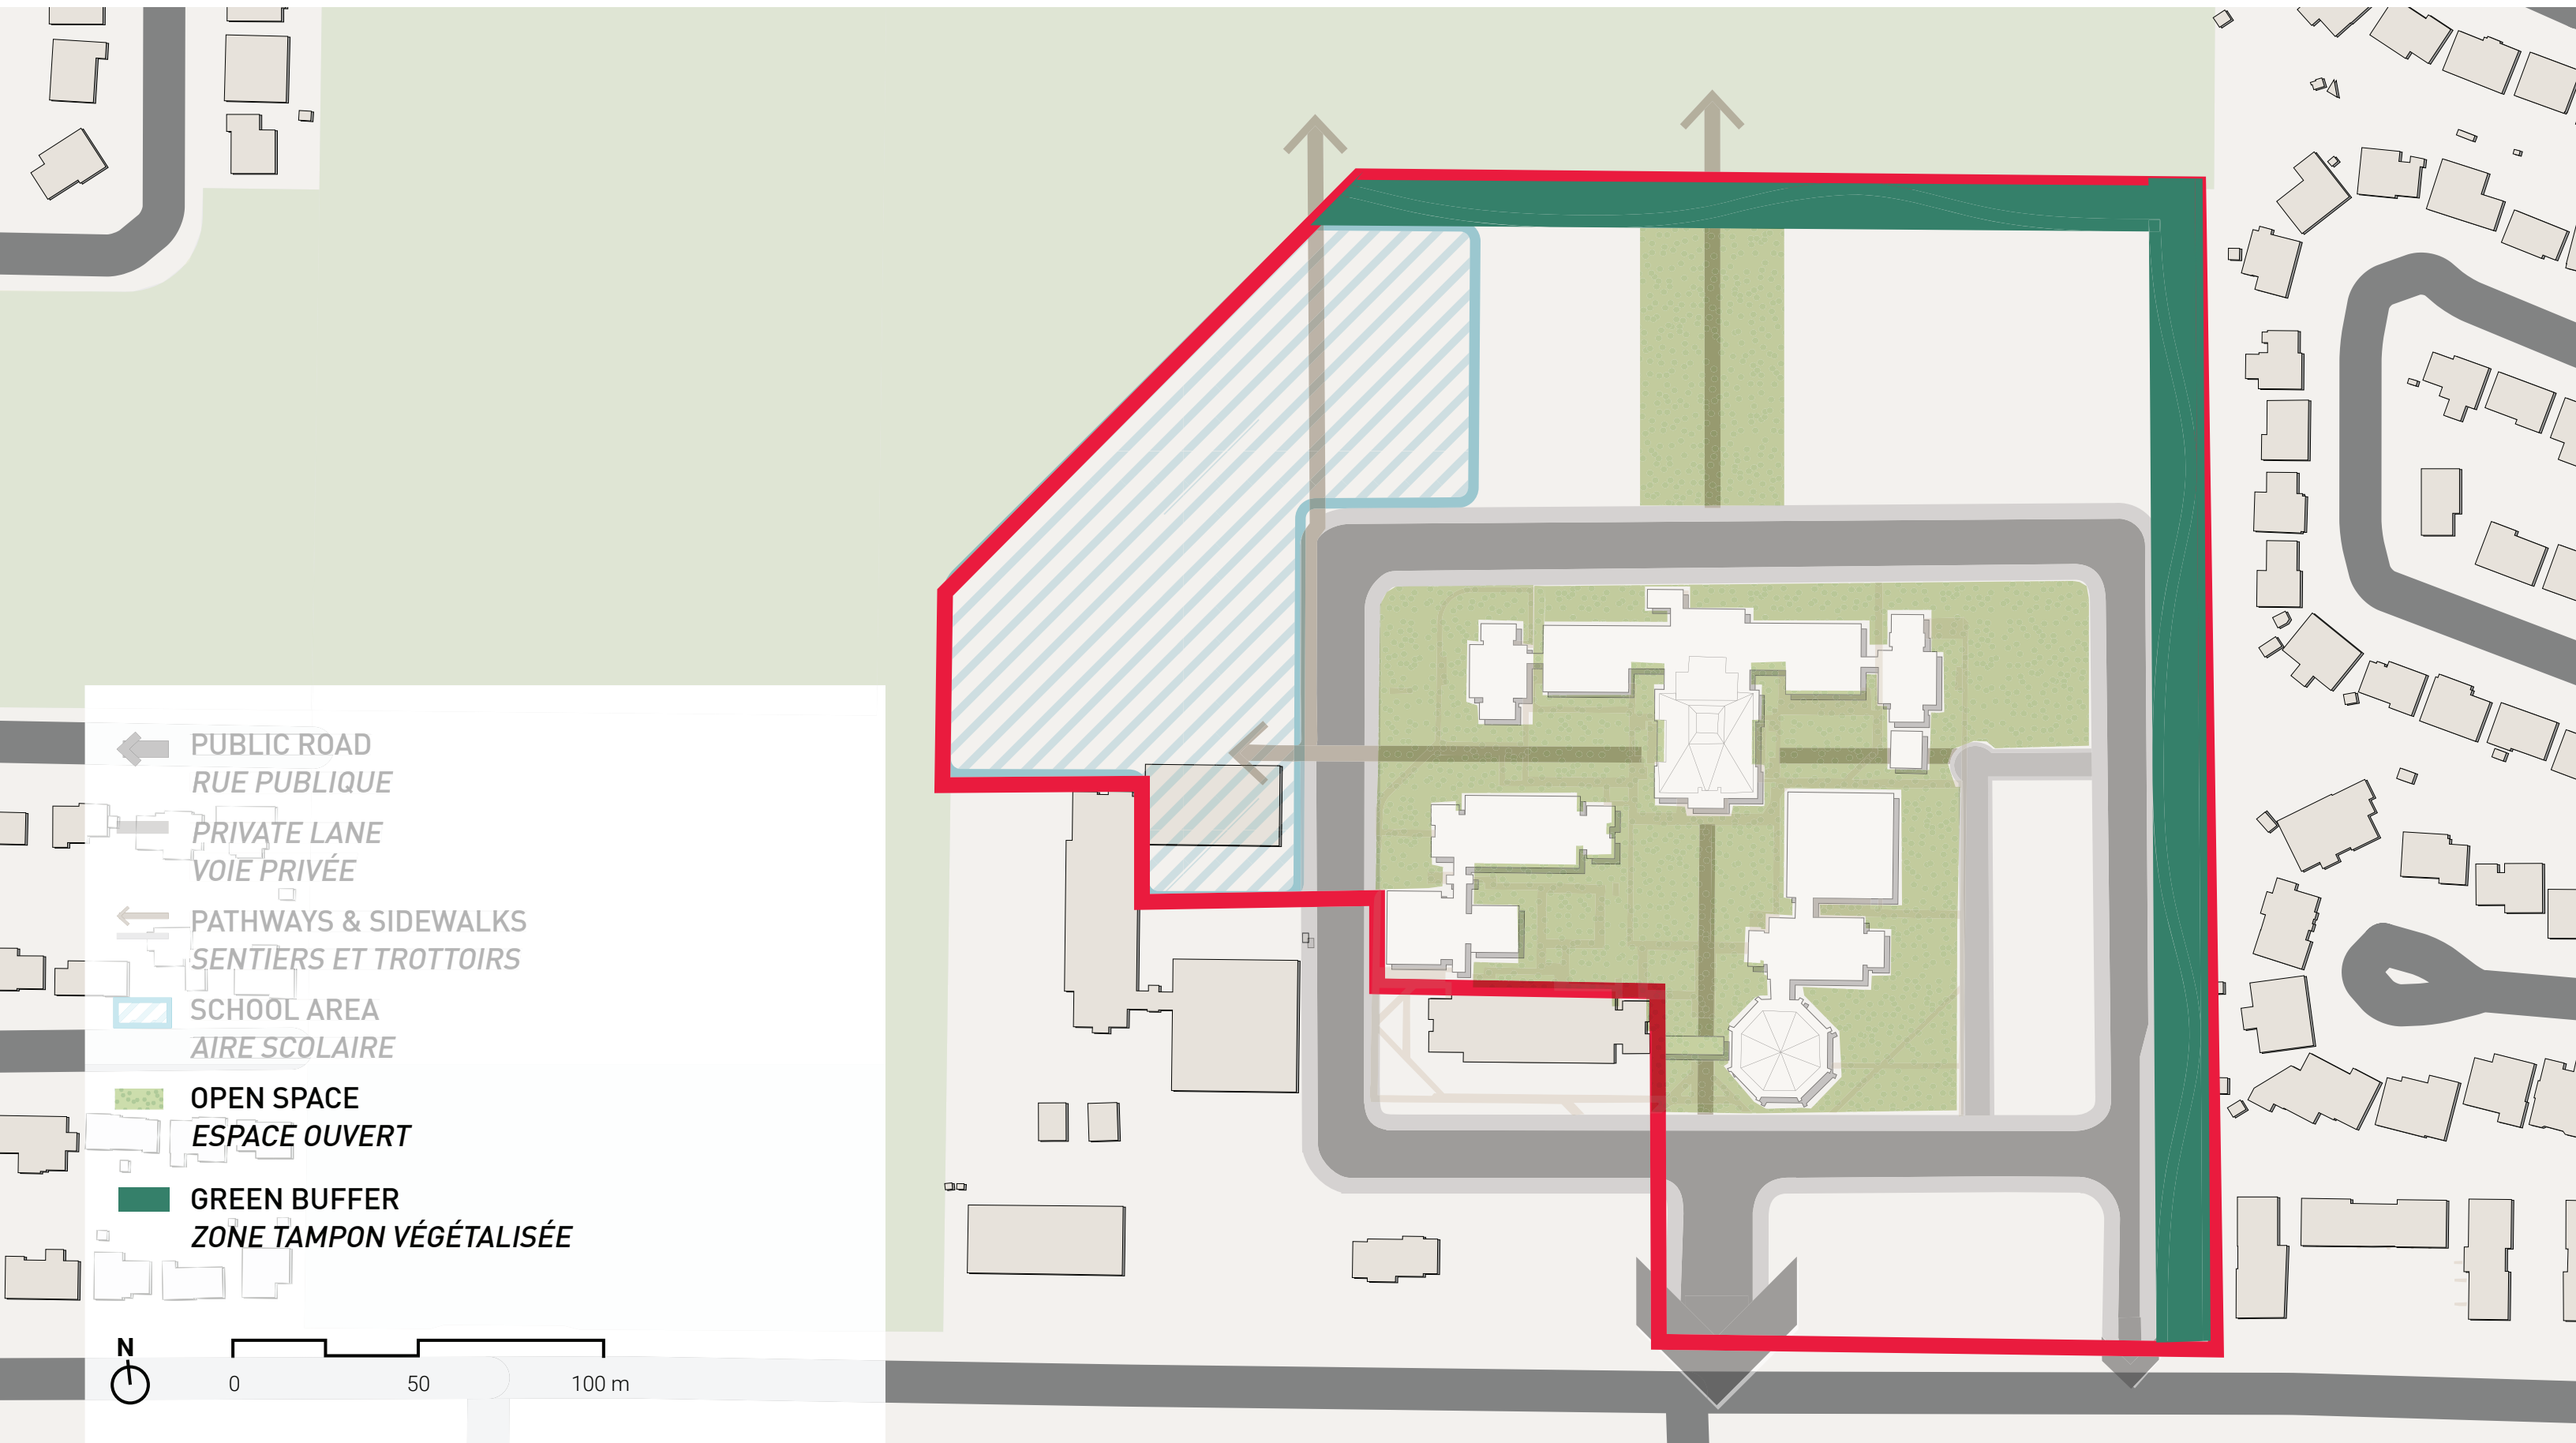 PUBLIC ROAD
RUE PUBLIQUE
PRIVATE LANE
VOIE PRIVÉE
PATHWAYS & SIDEWALKS
SENTIERS ET TROTTOIRS
SCHOOL AREA
AIRE SCOLAIRE
OPEN SPACE
ESPACE OUVERT
GREEN BUFFER
ZONE TAMPON VÉGÉTALISÉE
N
0 50 100 m